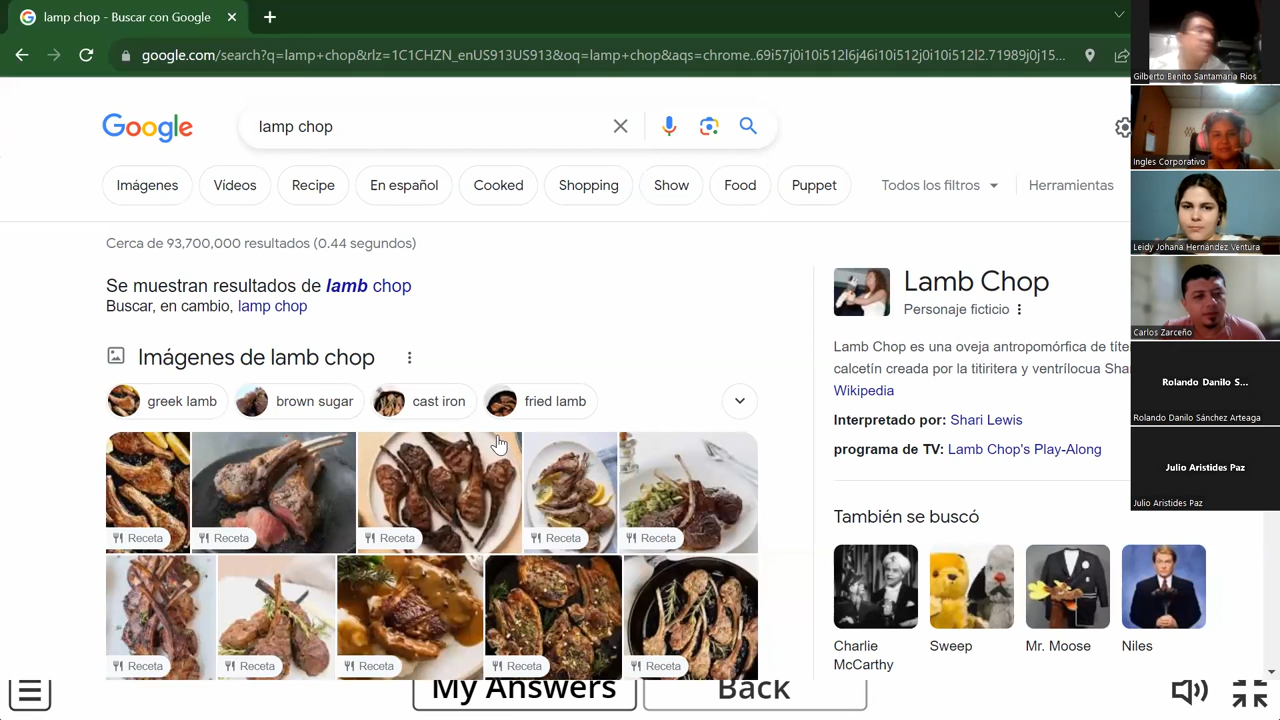 lamp chop - Buscar con Google
google.com/search?q=lamp+chop&rlz=1C1CHZN_enUS913US913&oq=lamp+chop&aqs=chrome..69i57j0i10i512l6j46i10i512j0i10i512l2.71989j0j15...
Google
lamp chop
Imágenes
Vídeos
Recipe
En español
Cooked
Shopping
Show
Food
Puppet
Todos los filtros
Herramientas
Cerca de 93,700,000 resultados (0.44 segundos)
Se muestran resultados de lamb chop
Buscar, en cambio, lamp chop
Imágenes de lamb chop
greek lamb
brown sugar
cast iron
fried lamb
Receta
Receta
Receta
Receta
Receta
Receta
Receta
Receta
Receta
Receta
Lamb Chop
Personaje ficticio
Lamb Chop es una oveja antropomórfica de títe
calcetín creada por la titiritera y ventrílocua Sha
Wikipedia
Interpretado por: Shari Lewis
programa de TV: Lamb Chop's Play-Along
También se buscó
Charlie
McCarthy
Sweep
Mr. Moose
Niles
Gilberto Benito Santamaría Rios
Ingles Corporativo
Leidy Johana Hernández Ventura
Carlos Zarceño
Rolando Danilo S...
Rolando Danilo Sánchez Arteaga
Julio Aristides Paz
Julio Aristides Paz
My Answers
Back